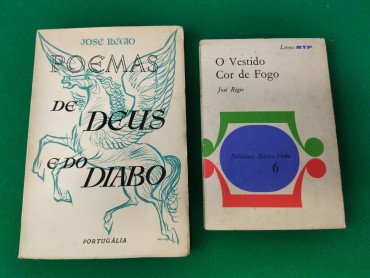 JOSÉ RÉGIO
POEMAS
DE
DEUS
E DO
DIABO
PORTUGÁLIA
Livros RTP
O Vestido
Cor de Fogo
José Régio
Biblioteca Básica Verbo
6